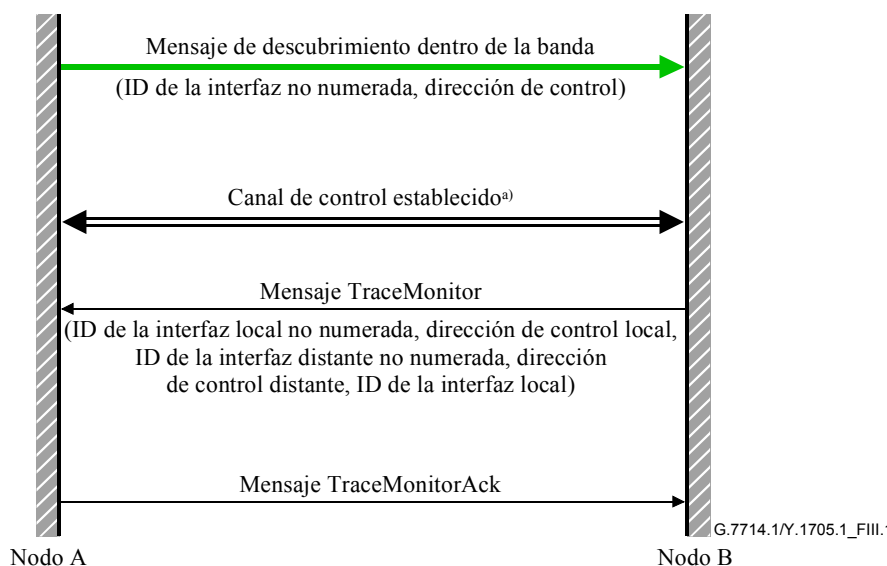 Mensaje de descubrimiento dentro de la banda
(ID de la interfaz no numerada, dirección de control)
Canal de control establecidoa)
Mensaje TraceMonitor
(ID de la interfaz local no numerada, dirección de control local,
ID de la interfaz distante no numerada, dirección
de control distante, ID de la interfaz local)
Mensaje TraceMonitorAck
G.7714.1/Y.1705.1_FIII.1
Nodo A
Nodo B